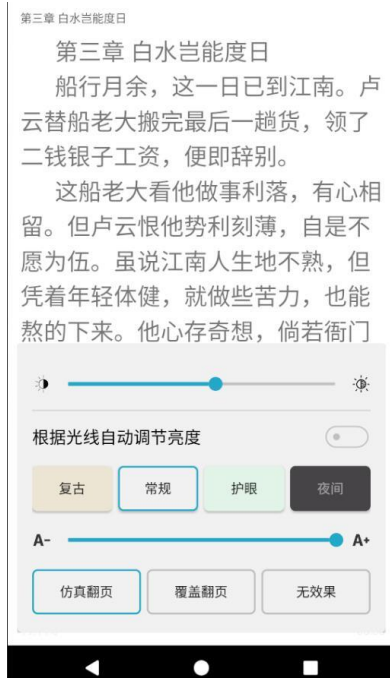 第三章 白水岂能度日
第三章 白水岂能度日
船行月余，这一日已到江南。卢
云替船老大搬完最后一趟货，领了
二钱银子工资，便即辞别。
这船老大看他做事利落，有心相
留。但卢云恨他势利刻薄，自是不
愿为伍。虽说江南人生地不熟，但
凭着年轻体健，就做些苦力，也能
熬的下来。他心存奇想，倘若衙门
根据光线自动调节亮度
复古 常规 护眼 夜间
A- A+
仿真翻页 覆盖翻页 无效果